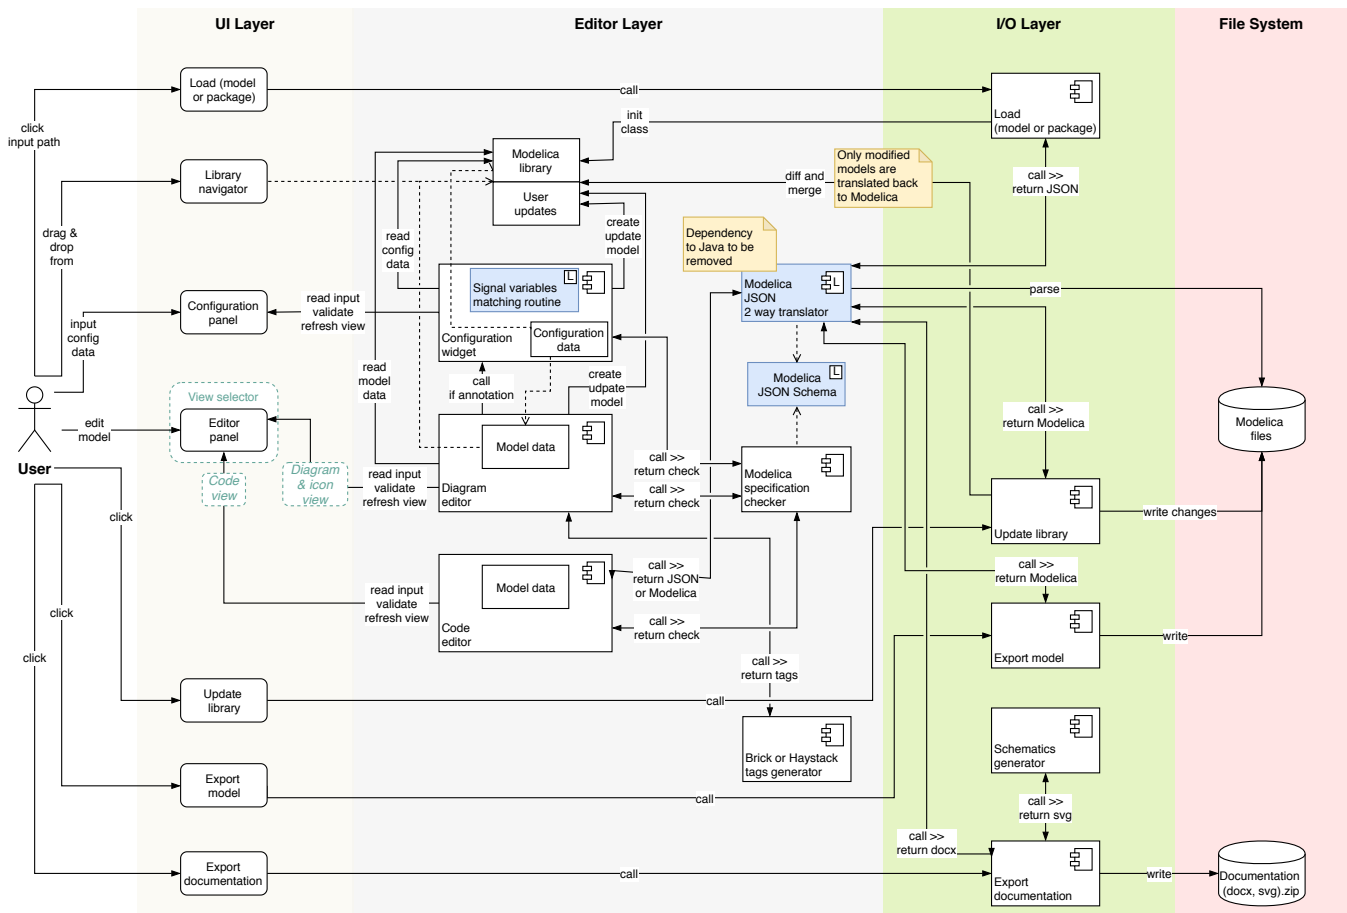 UI Layer
Editor Layer
I/O Layer
File System
Load (model
or package)
call
Load
(model or package)
click
input path
init
class
Modelica
library
User
updates
Only modified
models are
translated back
to Modelica
diff and
merge
call >>
return JSON
Library
navigator
drag &
drop
from
read
config
data
create
update
model
Dependency
to Java to be
removed
Signal variables
matching routine
L
Modelica
JSON
2 way translator
L
parse
Configuration
panel
read input
validate
refresh view
input
config
data
Configuration
widget
Configuration
data
read
model
data
call
if annotation
create
udpate
model
Modelica
JSON Schema
L
View selector
Editor
panel
edit
model
User
Code
view
Diagram
& icon
view
read input
validate
refresh view
Model data
Diagram
editor
call >>
return check
call >>
return check
Modelica
specification
checker
call >>
return Modelica
Modelica
files
click
Update library
write changes
call >>
return JSON
or Modelica
Model data
Code
editor
read input
validate
refresh view
call >>
return check
call >>
return Modelica
click
click
Export model
write
call >>
return tags
Update
library
call
Brick or Haystack
tags generator
Schematics
generator
Export
model
call
call >>
return svg
call >>
return docx
Export
documentation
call
Export
documentation
write
Documentation
(docx, svg).zip